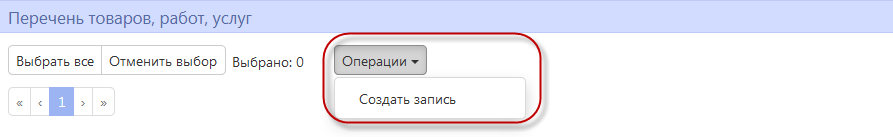 Перечень товаров, работ, услуг
Выбрать все Отменить выбор Выбрано: 0 Операции
Создать запись
« ‹ 1 › »